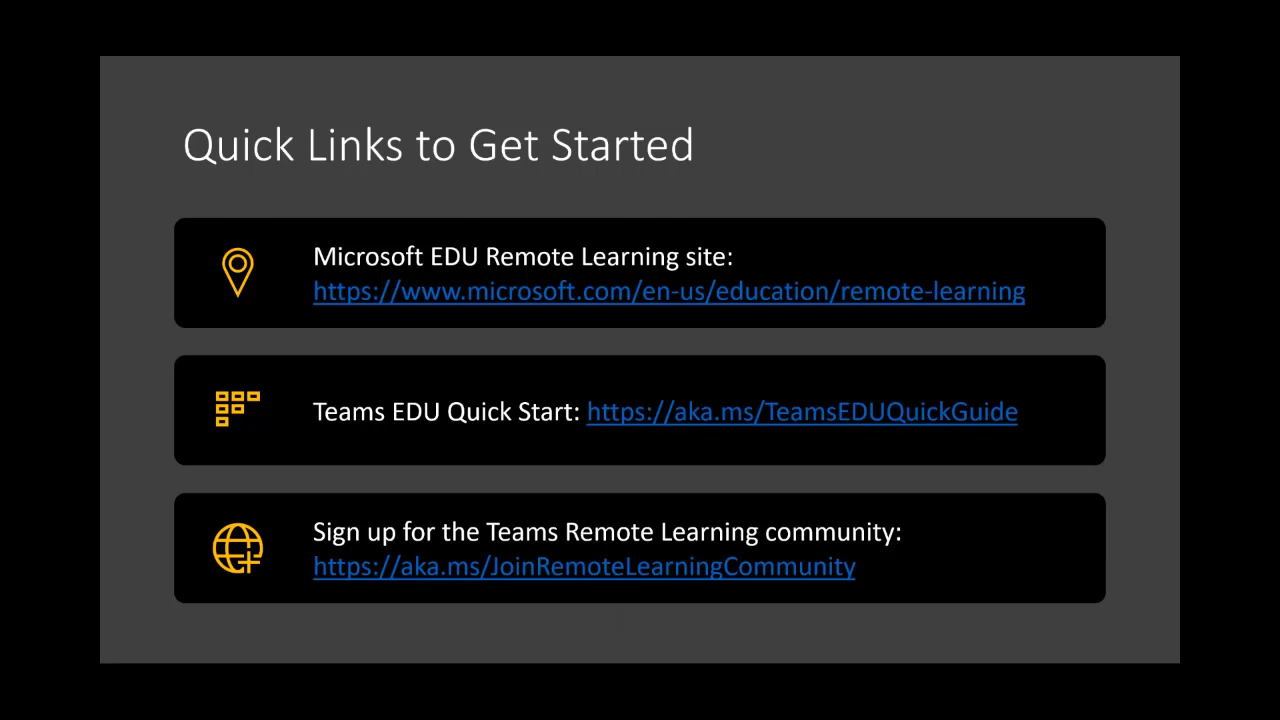 Quick Links to Get Started
Microsoft EDU Remote Learning site:
https://www.microsoft.com/en-us/education/remote-learning
Teams EDU Quick Start: https://aka.ms/TeamsEDUQuickGuide
Sign up for the Teams Remote Learning community:
https://aka.ms/JoinRemoteLearningCommunity